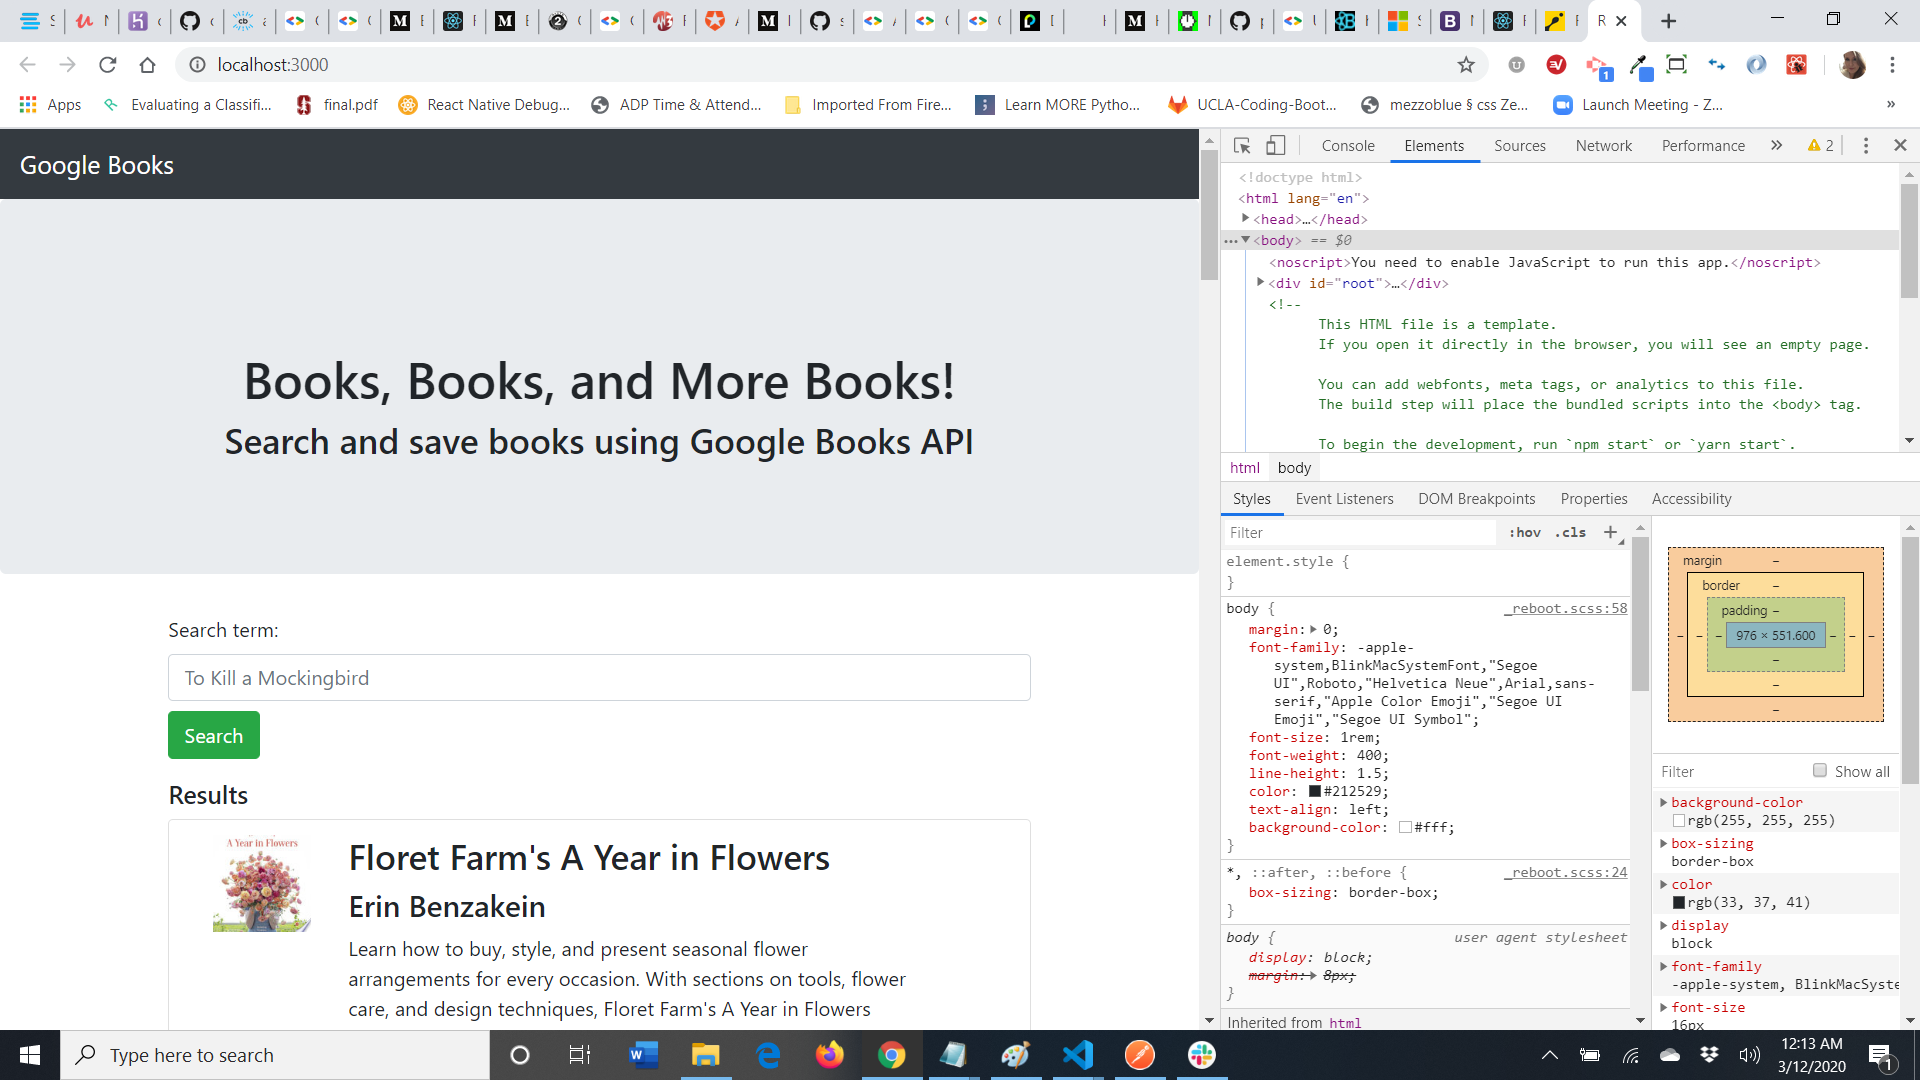 R
localhost:3000
Apps
Evaluating a Classifi...
final.pdf
React Native Debug...
ADP Time & Attend...
Imported From Fire...
Learn MORE Pytho...
UCLA-Coding-Boot...
mezzoblue § css Ze...
Launch Meeting - Z...
»
Google Books
Books, Books, and More Books!
Search and save books using Google Books API
Search term:
To Kill a Mockingbird
Search
Results
A Year in Flowers
Floret Farm's A Year in Flowers
Erin Benzakein
Learn how to buy, style, and present seasonal flower
arrangements for every occasion. With sections on tools, flower
care, and design techniques, Floret Farm's A Year in Flowers
Console Elements Sources Network Performance » 2
<!doctype html>
<html lang="en">
<head>…</head>
<body> == $0
<noscript>You need to enable JavaScript to run this app.</noscript>
<div id="root">…</div>
<!--
This HTML file is a template.
If you open it directly in the browser, you will see an empty page.
You can add webfonts, meta tags, or analytics to this file.
The build step will place the bundled scripts into the <body> tag.
To begin the development, run `npm start` or `yarn start`.
html body
Styles Event Listeners DOM Breakpoints Properties Accessibility
Filter :hov .cls +
element.style {
}
body { _reboot.scss:58
margin: 0;
font-family: -apple-
system,BlinkMacSystemFont,"Segoe
UI",Roboto,"Helvetica Neue",Arial,sans-
serif,"Apple Color Emoji","Segoe UI
Emoji","Segoe UI Symbol";
font-size: 1rem;
font-weight: 400;
line-height: 1.5;
color: #212529;
text-align: left;
background-color: #fff;
}
*, ::after, ::before { _reboot.scss:24
box-sizing: border-box;
}
body { user agent stylesheet
display: block;
margin: 8px;
}
Inherited from html
margin –
border –
padding –
– – – 976 × 551.600 – – –
–
–
–
Filter Show all
background-color
rgb(255, 255, 255)
box-sizing
border-box
color
rgb(33, 37, 41)
display
block
font-family
-apple-system, BlinkMacSyste
font-size
16px
Type here to search
12:13 AM
3/12/2020
1